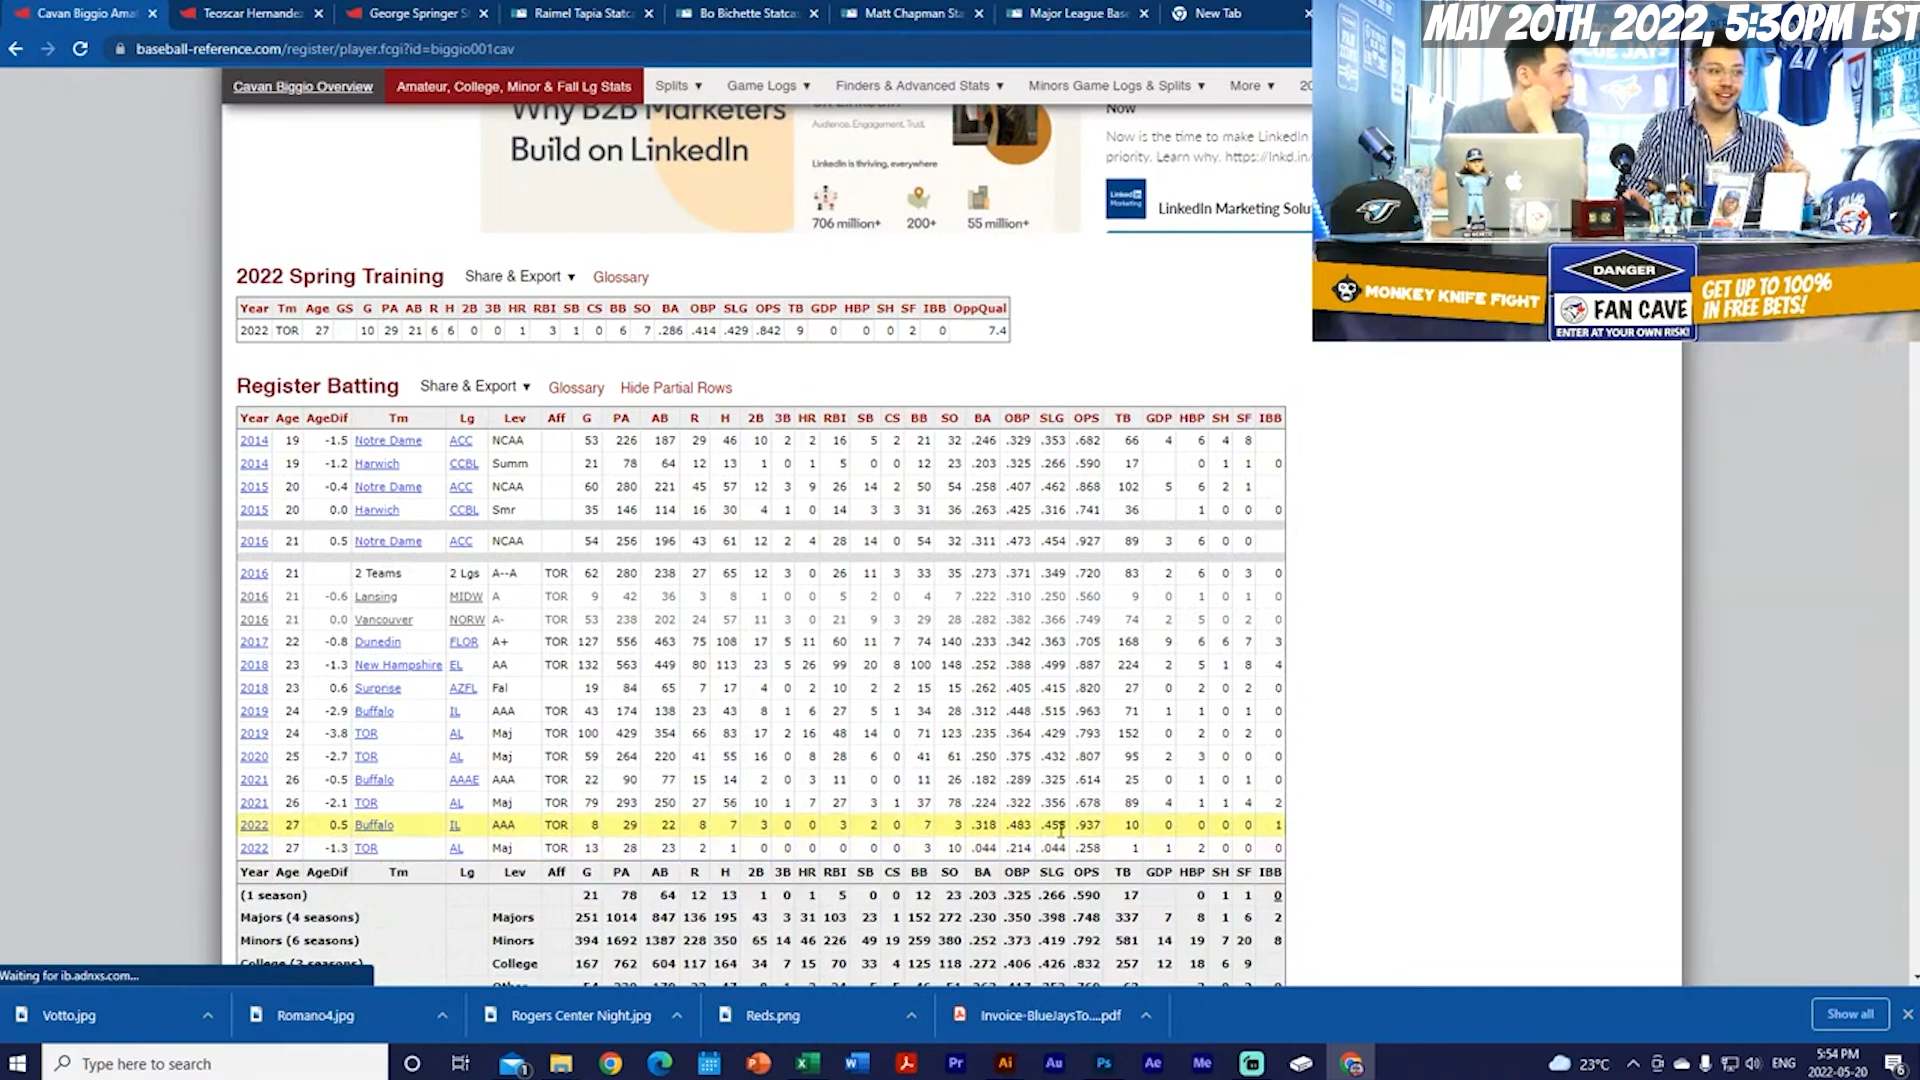 Cavan Biggio Amat
Teoscar Hernandez
George Springer S
Raimel Tapia Statc
Bo Bichette Statcas
Matt Chapman Sta
Major League Base
New Tab
MAY 20TH, 2022, 5:30PM EST
baseball-reference.com/register/player.fcgi?id=biggio001cav
Cavan Biggio Overview
Amateur, College, Minor & Fall Lg Stats
Splits ▼
Game Logs ▼
Finders & Advanced Stats ▼
Minors Game Logs & Splits ▼
More ▼
Why B2B Marketers
Build on LinkedIn
Audience, Engagement, Trust.
LinkedIn is thriving, everywhere
706 million+ 200+ 55 million+
Now
Now is the time to make LinkedIn
priority. Learn why. https://lnkd.in/
LinkedIn Marketing Solu
MONKEY KNIFE FIGHT
DANGER
FAN CAVE
ENTER AT YOUR OWN RISK!
GET UP TO 100%
IN FREE BETS!
2022 Spring Training Share & Export ▼ Glossary
Year Tm Age GS G PA AB R H 2B 3B HR RBI SB CS BB SO BA OBP SLG OPS TB GDP HBP SH SF IBB OppQual
2022 TOR 27 10 29 21 6 6 0 0 1 3 1 0 6 7 .286 .414 .429 .842 9 0 0 0 2 0 7.4
Register Batting Share & Export ▼ Glossary Hide Partial Rows
Year Age AgeDif Tm Lg Lev Aff G PA AB R H 2B 3B HR RBI SB CS BB SO BA OBP SLG OPS TB GDP HBP SH SF IBB
2014 19 -1.5 Notre Dame ACC NCAA 53 226 187 29 46 10 2 2 16 5 2 21 32 .246 .329 .353 .682 66 4 6 4 8
2014 19 -1.2 Harwich CCBL Summ 21 78 64 12 13 1 0 1 5 0 0 12 23 .203 .325 .266 .590 17 0 1 1 0
2015 20 -0.4 Notre Dame ACC NCAA 60 280 221 45 57 12 3 9 26 14 2 50 54 .258 .407 .462 .868 102 5 6 2 1
2015 20 0.0 Harwich CCBL Smr 35 146 114 16 30 4 1 0 14 3 3 31 36 .263 .425 .316 .741 36 1 0 0 0
2016 21 0.5 Notre Dame ACC NCAA 54 256 196 43 61 12 2 4 28 14 0 54 32 .311 .473 .454 .927 89 3 6 0 0
2016 21 2 Teams 2 Lgs A--A TOR 62 280 238 27 65 12 3 0 26 11 3 33 35 .273 .371 .349 .720 83 2 6 0 3 0
2016 21 -0.6 Lansing MIDW A TOR 9 42 36 3 8 1 0 0 5 2 0 4 7 .222 .310 .250 .560 9 0 1 0 1 0
2016 21 0.0 Vancouver NORW A- TOR 53 238 202 24 57 11 3 0 21 9 3 29 28 .282 .382 .366 .749 74 2 5 0 2 0
2017 22 -0.8 Dunedin FLOR A+ TOR 127 556 463 75 108 17 5 11 60 11 7 74 140 .233 .342 .363 .705 168 9 6 6 7 3
2018 23 -1.3 New Hampshire EL AA TOR 132 563 449 80 113 23 5 26 99 20 8 100 148 .252 .388 .499 .887 224 2 5 1 8 4
2018 23 0.6 Surprise AZFL Fal 19 84 65 7 17 4 0 2 10 2 2 15 15 .262 .405 .415 .820 27 0 2 0 2 0
2019 24 -2.9 Buffalo IL AAA TOR 43 174 138 23 43 8 1 6 27 5 1 34 28 .312 .448 .515 .963 71 1 1 0 1 0
2019 24 -3.8 TOR AL Maj TOR 100 429 354 66 83 17 2 16 48 14 0 71 123 .235 .364 .429 .793 152 0 2 0 2 0
2020 25 -2.7 TOR AL Maj TOR 59 264 220 41 55 16 0 8 28 6 0 41 61 .250 .375 .432 .807 95 2 3 0 0 0
2021 26 -0.5 Buffalo AAAE AAA TOR 22 90 77 15 14 2 0 3 11 0 0 11 26 .182 .289 .325 .614 25 0 1 0 1 0
2021 26 -2.1 TOR AL Maj TOR 79 293 250 27 56 10 1 7 27 3 1 37 78 .224 .322 .356 .678 89 4 1 1 4 2
2022 27 0.5 Buffalo IL AAA TOR 8 29 22 8 7 3 0 0 3 2 0 7 3 .318 .483 .455 .937 10 0 0 0 0 1
2022 27 -1.3 TOR AL Maj TOR 13 28 23 2 1 0 0 0 0 0 0 3 10 .044 .214 .044 .258 1 1 2 0 0 0
Year Age AgeDif Tm Lg Lev Aff G PA AB R H 2B 3B HR RBI SB CS BB SO BA OBP SLG OPS TB GDP HBP SH SF IBB
(1 season) 21 78 64 12 13 1 0 1 5 0 0 12 23 .203 .325 .266 .590 17 0 1 1 0
Majors (4 seasons) Majors 251 1014 847 136 195 43 3 31 103 23 1 152 272 .230 .350 .398 .748 337 7 8 1 6 2
Minors (6 seasons) Minors 394 1692 1387 228 350 65 14 46 226 49 19 259 380 .252 .373 .419 .792 581 14 19 7 20 8
College (3 seasons) College 167 762 604 117 164 34 7 15 70 33 4 125 118 .272 .406 .426 .832 257 12 18 6 9
Waiting for ib.adnxs.com...
Votto.jpg
Romano4.jpg
Rogers Center Night.jpg
Reds.png
Invoice-BlueJaysTo....pdf
Show all
Type here to search
23°C
ENG
5:54 PM
2022-05-20